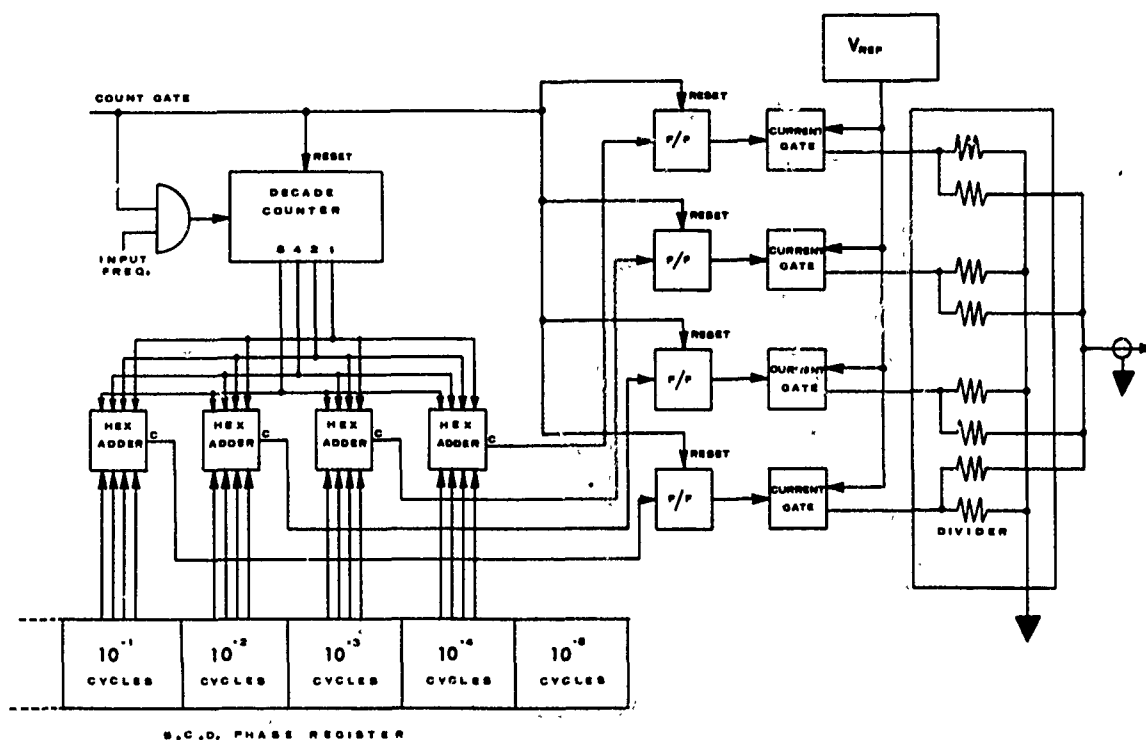 VREF
COUNT GATE
RESET
F/F
CURRENT
GATE
RESET
DECADE
COUNTER
8 4 2 1
INPUT
FREQ.
RESET
F/F
CURRENT
GATE
RESET
F/F
CURRENT
GATE
HEX
ADDER
C
HEX
ADDER
C
HEX
ADDER
C
HEX
ADDER
C
RESET
F/F
CURRENT
GATE
DIVIDER
10-1
CYCLES
10-2
CYCLES
10-3
CYCLES
10-4
CYCLES
CYCLES
B.C.D. PHASE REGISTER